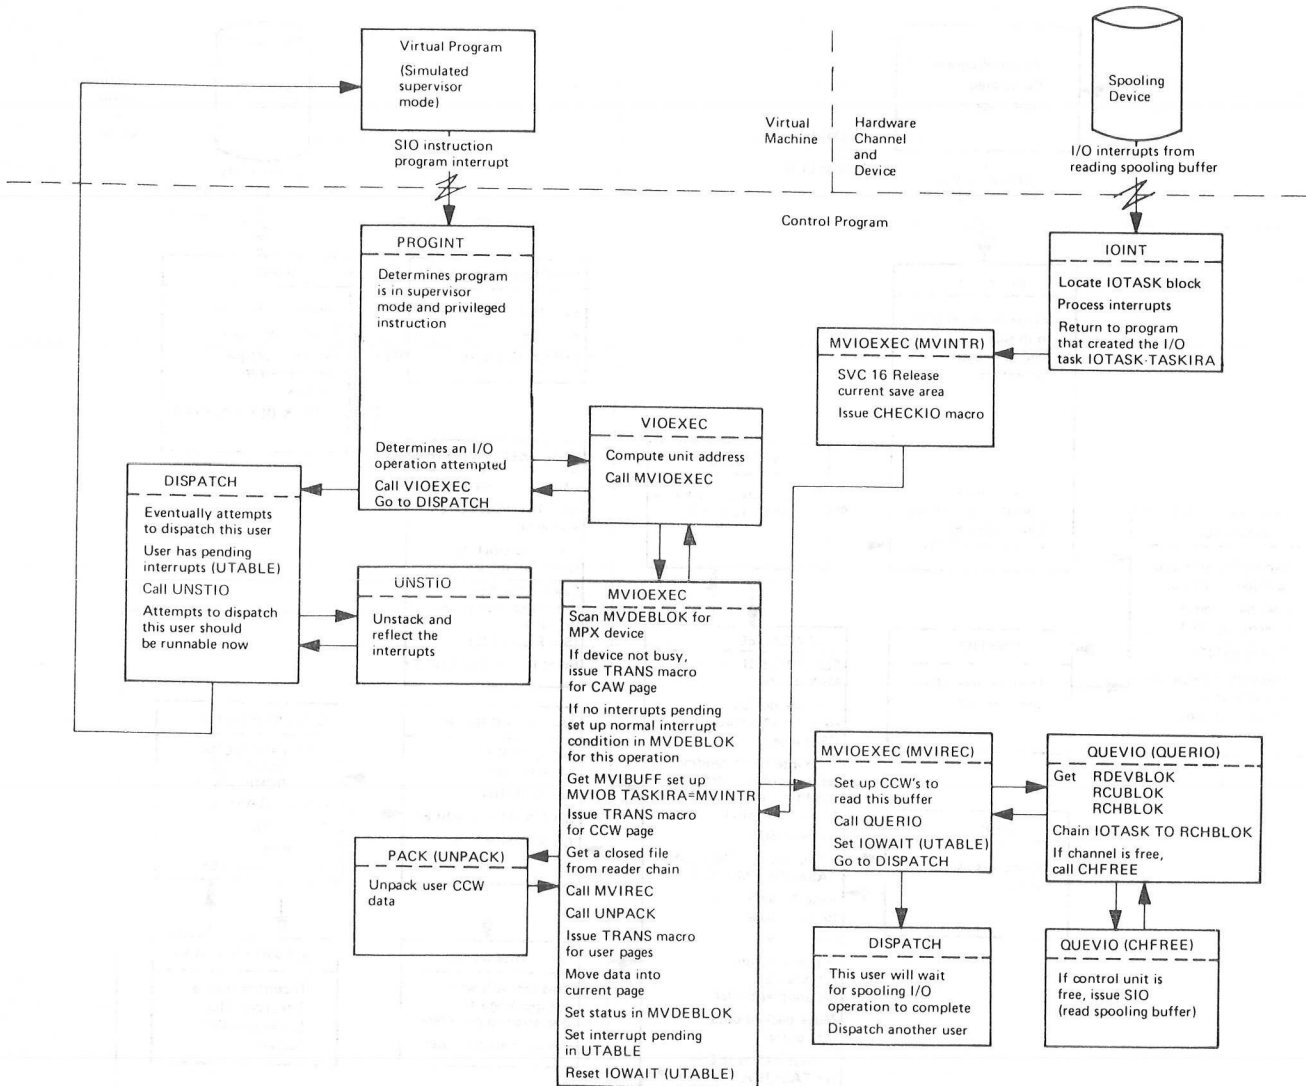 Virtual Program
(Simulated
supervisor
mode)
SIO instruction
program interrupt
Virtual
Machine
Hardware
Channel
and
Device
Spooling
Device
I/O interrupts from
reading spooling buffer
Control Program
PROGINT
Determines program
is in supervisor
mode and privileged
instruction
Determines an I/O
operation attempted
Call VIOEXEC
Go to DISPATCH
IOINT
Locate IOTASK block
Process interrupts
Return to program
that created the I/O
task IOTASK-TASKIRA
MVIOEXEC (MVINTR)
SVC 16 Release
current save area
Issue CHECKIO macro
VIOEXEC
Compute unit address
Call MVIOEXEC
DISPATCH
Eventually attempts
to dispatch this user
User has pending
interrupts (UTABLE)
Call UNSTIO
Attempts to dispatch
this user should
be runnable now
UNSTIO
Unstack and
reflect the
interrupts
MVIOEXEC
Scan MVDEBLOK for
MPX device
If device not busy,
issue TRANS macro
for CAW page
If no interrupts pending
set up normal interrupt
condition in MVDEBLOK
for this operation
Get MVIBUFF set up
MVIOB TASKIRA=MVINTR
Issue TRANS macro
for CCW page
Get a closed file
from reader chain
Call MVIREC
Call UNPACK
Issue TRANS macro
for user pages
Move data into
current page
Set status in MVDEBLOK
Set interrupt pending
in UTABLE
Reset IOWAIT (UTABLE)
PACK (UNPACK)
Unpack user CCW
data
MVIOEXEC (MVIREC)
Set up CCW's to
read this buffer
Call QUERIO
Set IOWAIT (UTABLE)
Go to DISPATCH
QUEVIO (QUERIO)
Get RDEVBLOK
RCUBLOK
RCHBLOK
Chain IOTASK TO RCHBLOK
If channel is free,
call CHFREE
DISPATCH
This user will wait
for spooling I/O
operation to complete
Dispatch another user
QUEVIO (CHFREE)
If control unit is
free, issue SIO
(read spooling buffer)